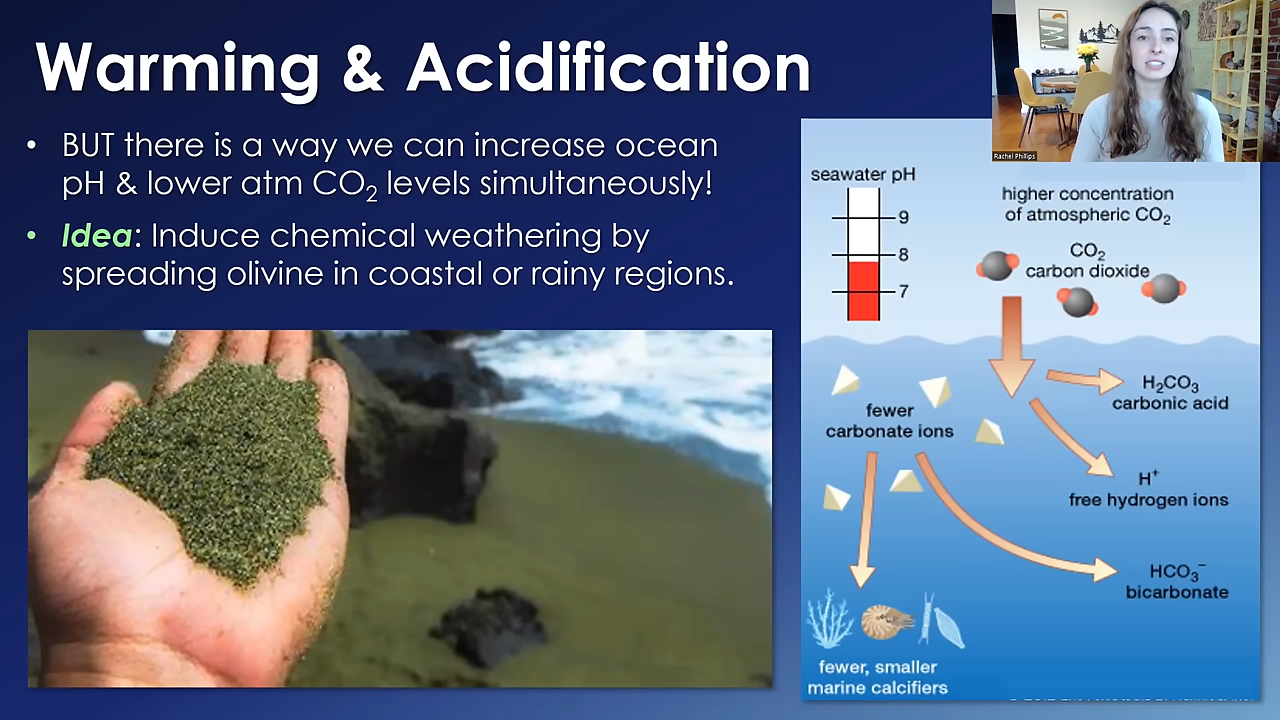 Warming & Acidification
• BUT there is a way we can increase ocean
pH & lower atm CO₂ levels simultaneously!
• Idea: Induce chemical weathering by
spreading olivine in coastal or rainy regions.
Rachel Phillips
seawater pH
9
8
7
higher concentration
of atmospheric CO₂
CO₂
carbon dioxide
H₂CO₃
carbonic acid
fewer
carbonate ions
H⁺
free hydrogen ions
HCO₃⁻
bicarbonate
fewer, smaller
marine calcifiers